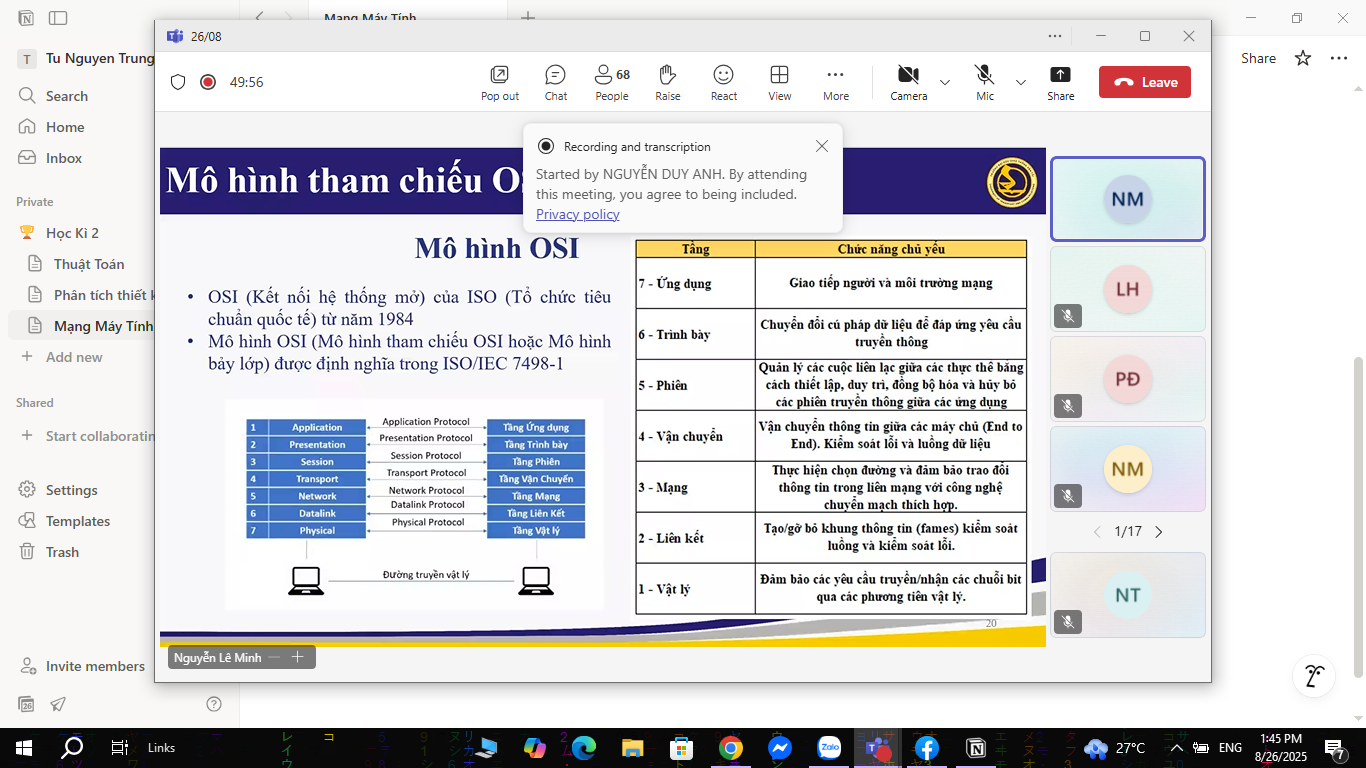 Mạng Máy Tính
Tu Nguyen Trung
Search
Home
Inbox
Private
Học Kì 2
Thuật Toán
Phân tích thiết k
Mạng Máy Tính
Add new
Shared
Start collaboratin
Settings
Templates
Trash
Invite members
Share
26/08
49:56
Pop out
Chat
68
People
Raise
React
View
More
Camera
Mic
Share
Leave
Recording and transcription
Started by NGUYỄN DUY ANH. By attending
this meeting, you agree to being included.
Privacy policy
Mô hình tham chiếu
Mô hình OSI
• OSI (Kết nối hệ thống mở) của ISO (Tổ chức tiêu
chuẩn quốc tế) từ năm 1984
• Mô hình OSI (Mô hình tham chiếu OSI hoặc Mô hình
bảy lớp) được định nghĩa trong ISO/IEC 7498-1
1 Application Application Protocol Tầng Ứng dụng
2 Presentation Presentation Protocol Tầng Trình bày
3 Session Session Protocol Tầng Phiên
4 Transport Transport Protocol Tầng Vận Chuyển
5 Network Network Protocol Tầng Mạng
6 Datalink Datalink Protocol Tầng Liên Kết
7 Physical Physical Protocol Tầng Vật lý
Đường truyền vật lý
Tầng Chức năng chủ yếu
7 - Ứng dụng Giao tiếp người và môi trường mạng
6 - Trình bày Chuyển đổi cú pháp dữ liệu để đáp ứng yêu cầu
truyền thông
5 - Phiên Quản lý các cuộc liên lạc giữa các thực thể bằng
cách thiết lập, duy trì, đồng bộ hóa và hủy bỏ
các phiên truyền thông giữa các ứng dụng
4 - Vận chuyển Vận chuyển thông tin giữa các máy chủ (End to
End). Kiểm soát lỗi và luồng dữ liệu
3 - Mạng Thực hiện chọn đường và đảm bảo trao đổi
thông tin trong liên mạng với công nghệ
chuyển mạch thích hợp.
2 - Liên kết Tạo/gỡ bỏ khung thông tin (fames) kiểm soát
luồng và kiểm soát lỗi.
1 - Vật lý Đảm bảo các yêu cầu truyền/nhận các chuỗi bit
qua các phương tiện vật lý.
20
Nguyễn Lê Minh
NM
LH
PĐ
NM
1/17
NT
Links
Zalo
27°C
ENG
1:45 PM
8/26/2025
7